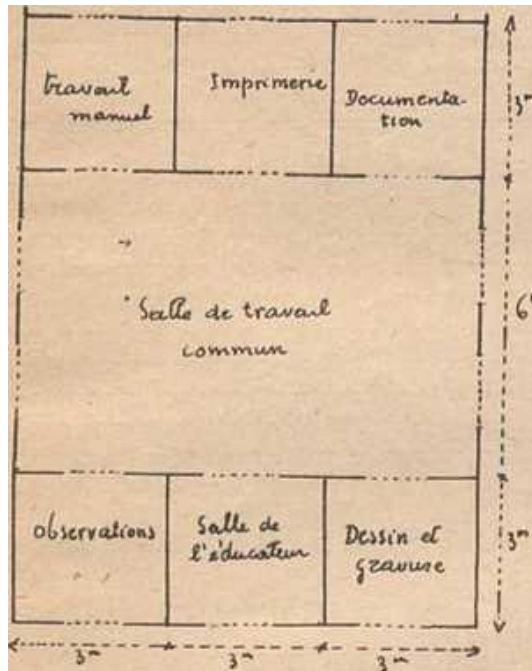 travail
manuel
Imprimerie
Documenta-
tion
3m
Salle de travail
commun
6
observations
Salle de
l'éducateur
Dessin et
gravure
3m
3m
3m
3m